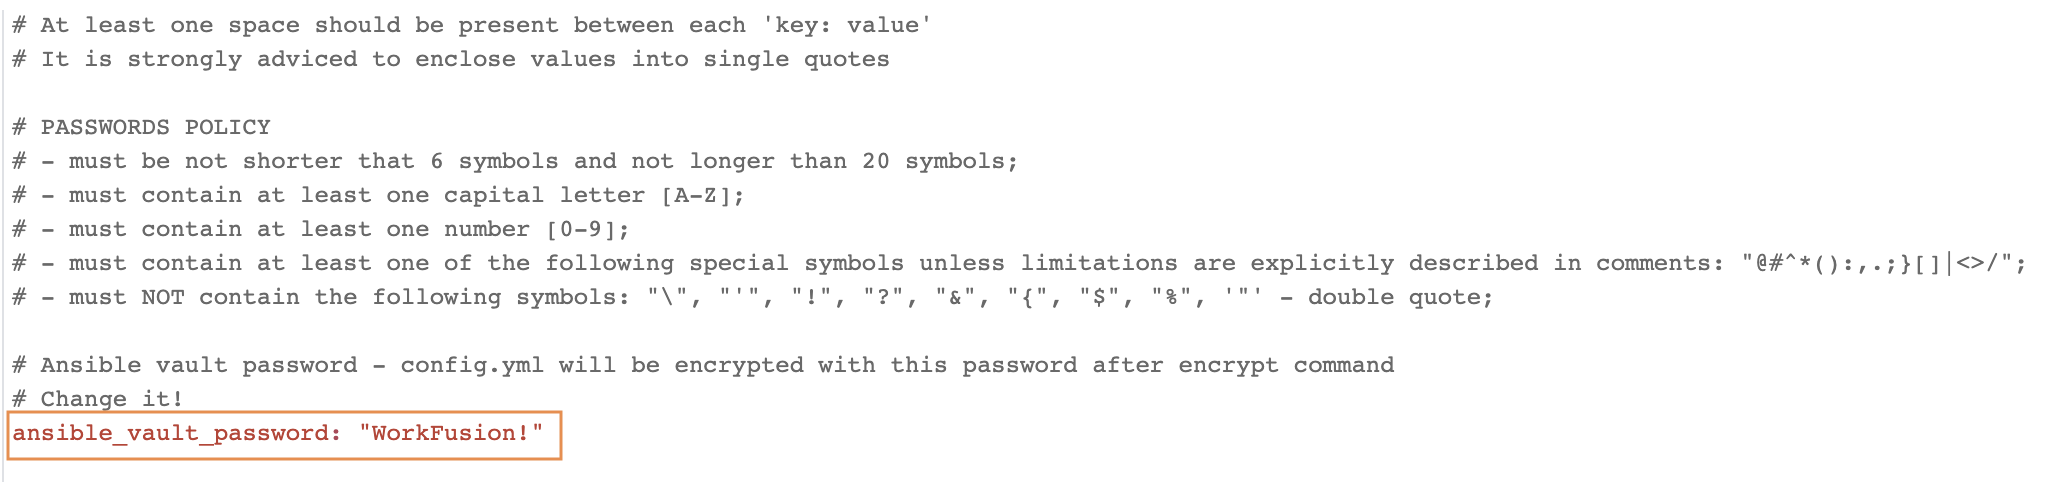 # At least one space should be present between each 'key: value'
# It is strongly adviced to enclose values into single quotes
# PASSWORDS POLICY
# - must be not shorter that 6 symbols and not longer than 20 symbols;
# - must contain at least one capital letter [A-Z];
# - must contain at least one number [0-9];
# - must contain at least one of the following special symbols unless limitations are explicitly described in comments: "@#^*():,.;}[]|<>/";
# - must NOT contain the following symbols: "\", "'", "!", "?", "&", "{", "$", "%", '"' - double quote;
# Ansible vault password - config.yml will be encrypted with this password after encrypt command
# Change it!
ansible_vault_password: "WorkFusion!"